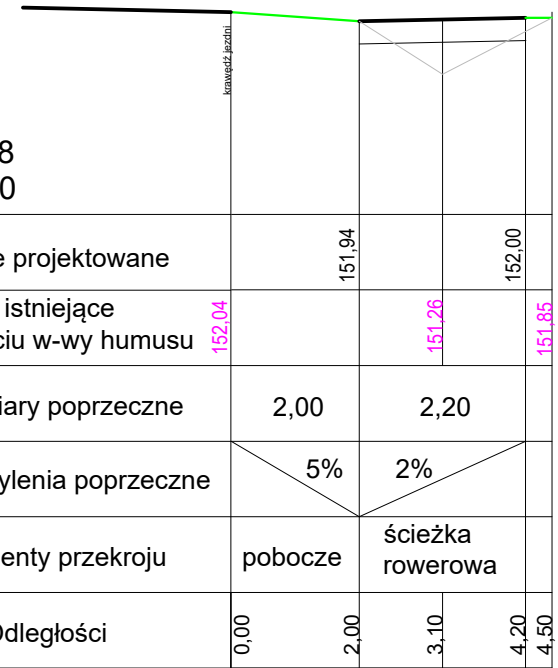 krawędź jezdni
8
0
e projektowane
151,94
152,00
istniejące
ciu w-wy humusu
152,04
151,26
151,85
iary poprzeczne
2,00
2,20
ylenia poprzeczne
5%
2%
enty przekroju
pobocze
ścieżka
rowerowa
Odległości
0,00
2,00
3,10
4,20
4,50